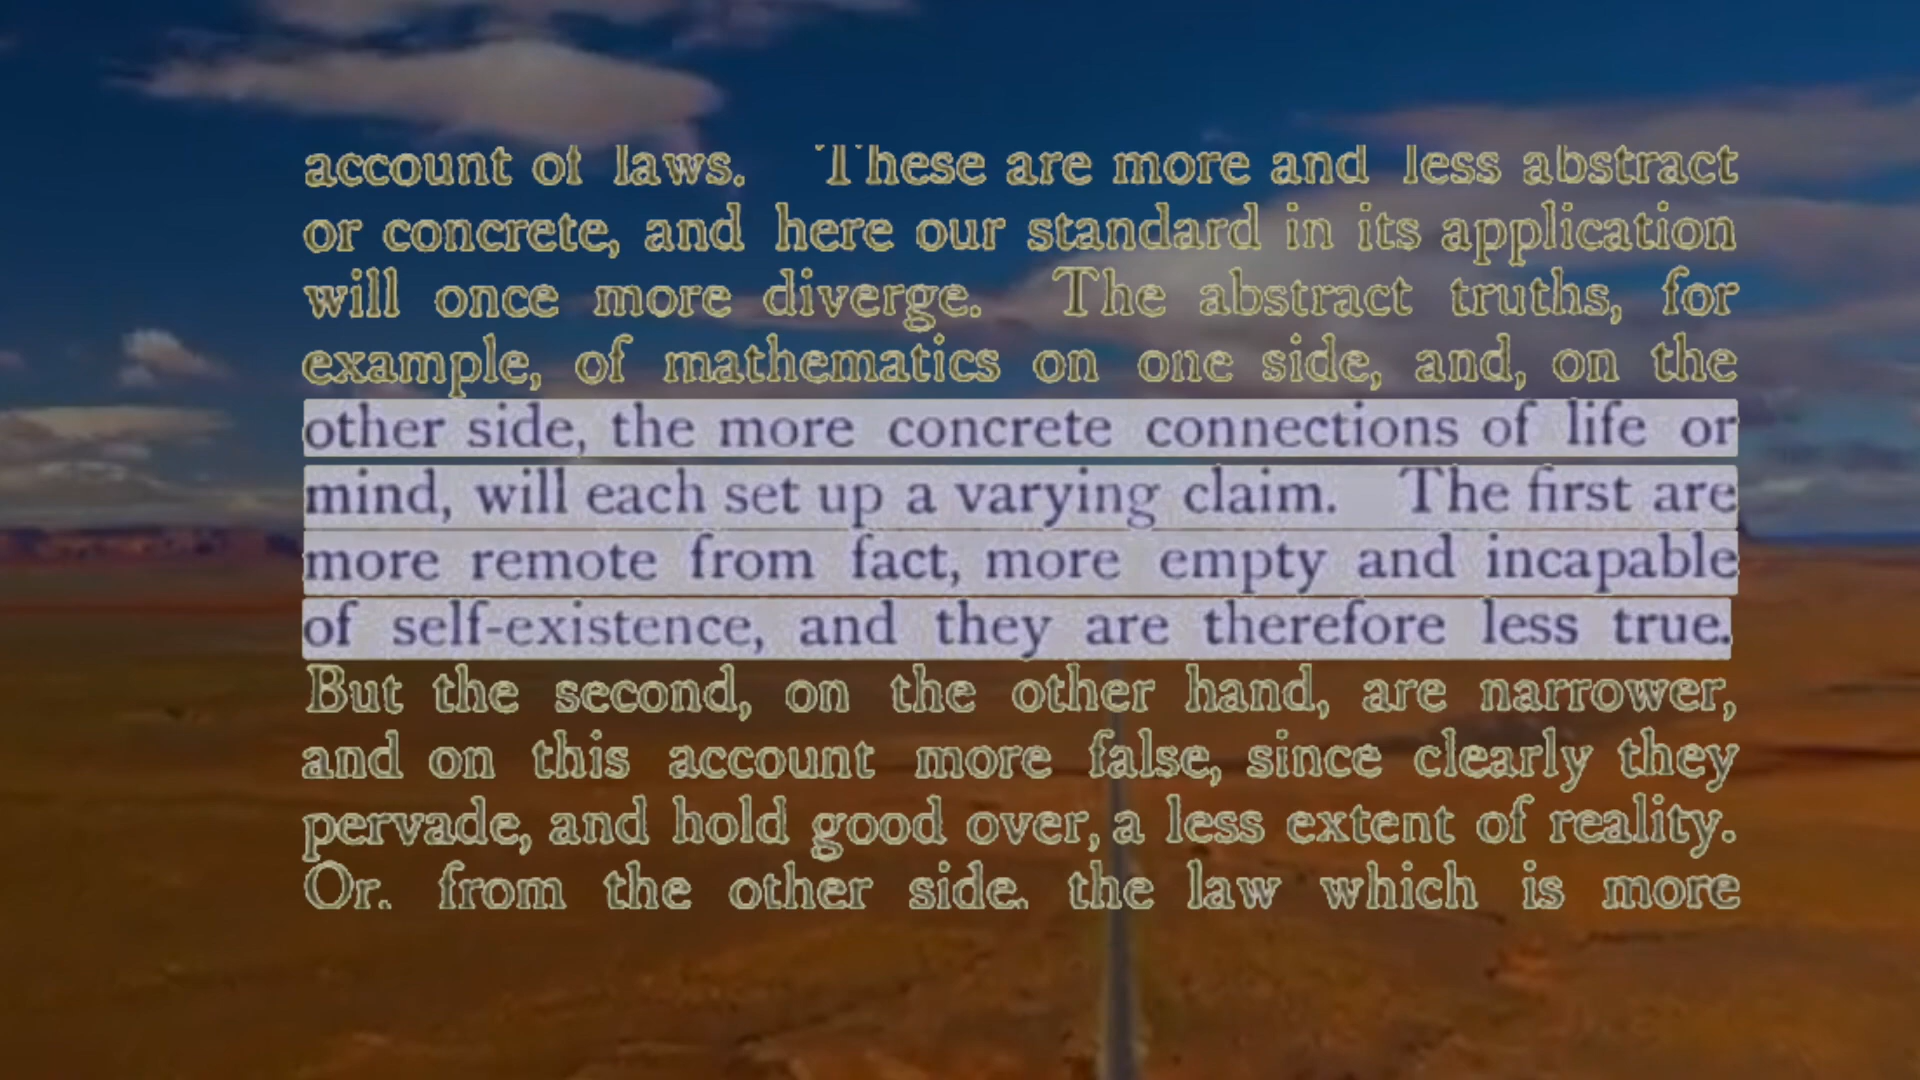 account of laws. These are more and less abstract
or concrete, and here our standard in its application
will once more diverge. The abstract truths, for
example, of mathematics on one side, and, on the
other side, the more concrete connections of life or
mind, will each set up a varying claim. The first are
more remote from fact, more empty and incapable
of self-existence, and they are therefore less true.
But the second, on the other hand, are narrower,
and on this account more false, since clearly they
pervade, and hold good over, a less extent of reality.
Or, from the other side, the law which is more